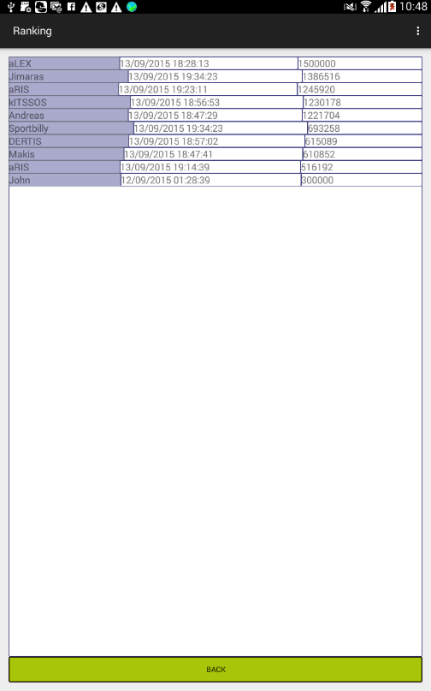 10:48
Ranking
aLEX 13/09/2015 18:28:13 1500000
Jimaras 13/09/2015 19:34:23 1386516
aRIS 13/09/2015 19:23:11 1245920
kITSSOS 13/09/2015 18:56:53 1230178
Andreas 13/09/2015 18:47:29 1221704
Sportbilly 13/09/2015 19:34:23 693258
DERTIS 13/09/2015 18:57:02 615089
Makis 13/09/2015 18:47:41 610852
aRIS 13/09/2015 19:14:39 516192
John 12/09/2015 01:28:39 300000
BACK